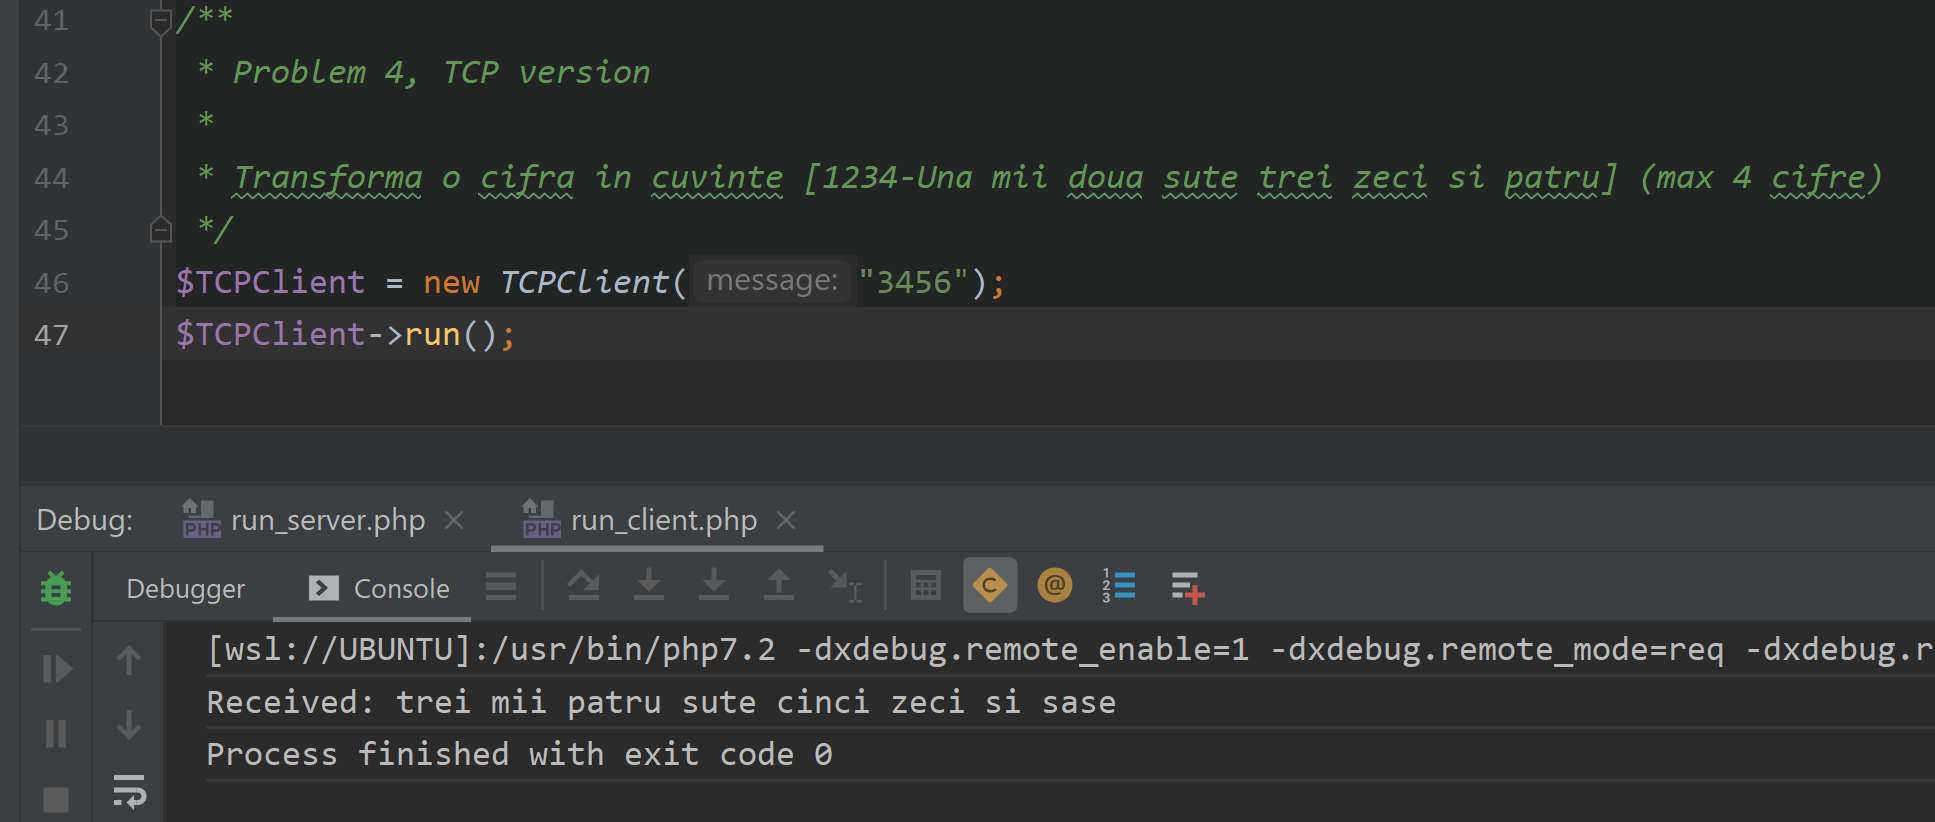 41 /**
42 * Problem 4, TCP version
43 *
44 * Transforma o cifra in cuvinte [1234-Una mii doua sute trei zeci si patru] (max 4 cifre)
45 */
46 $TCPClient = new TCPClient( message: "3456");
47 $TCPClient->run();
Debug: PHP run_server.php PHP run_client.php
Debugger Console C @ 1 2 3
[wsl://UBUNTU]:/usr/bin/php7.2 -dxdebug.remote_enable=1 -dxdebug.remote_mode=req -dxdebug.r
Received: trei mii patru sute cinci zeci si sase
Process finished with exit code 0